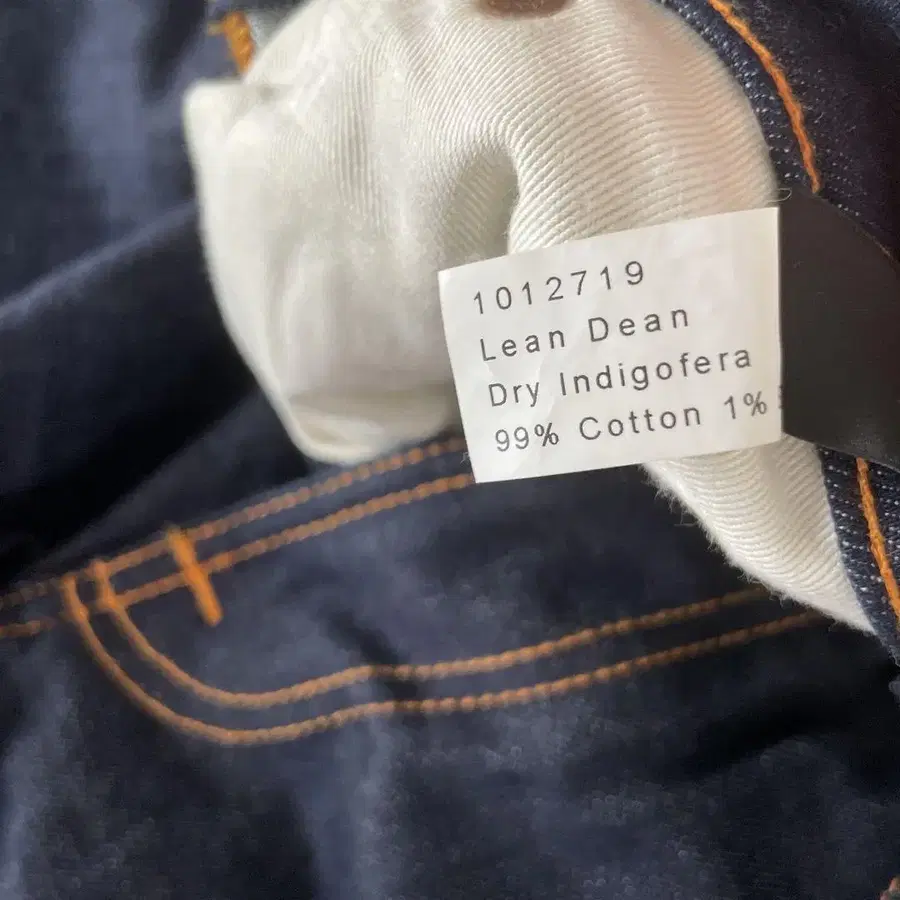 1012719
Lean Dean
Dry Indigofera
99% Cotton 1%